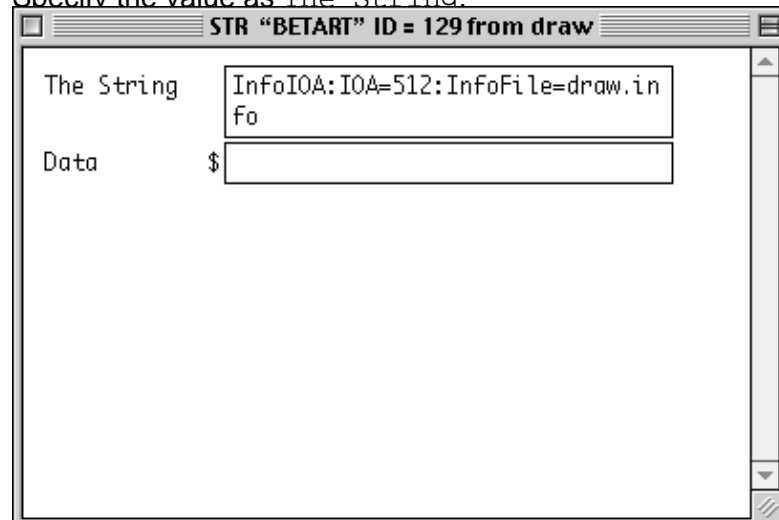 Specify the value as The String.
STR “BETART” ID = 129 from draw
The String
InfoIOA:IOA=512:InfoFile=draw.in
fo
Data $